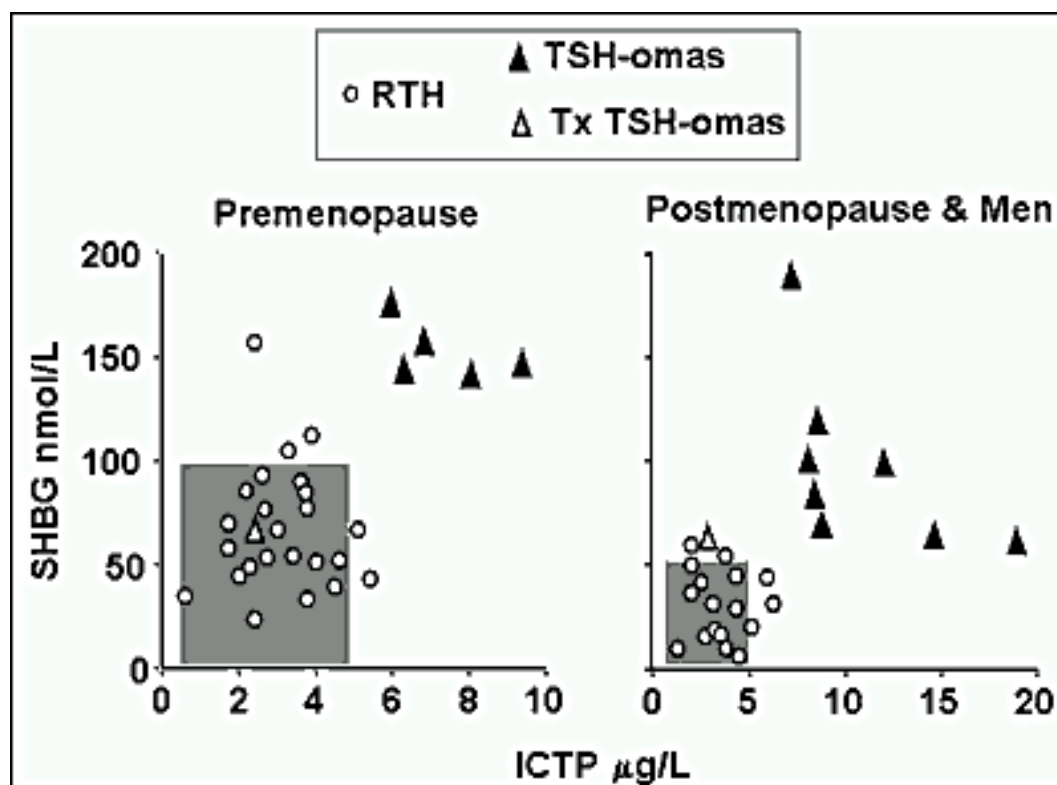 RTH
TSH-omas
Tx TSH-omas
Premenopause
Postmenopause & Men
SHBG nmol/L
200
150
100
50
0
0 2 4 6 8 10
0 5 10 15 20
ICTP µg/L